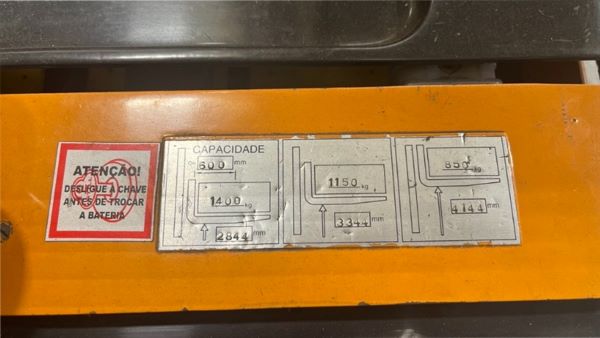 ATENÇÃO!
DESLIGUE A CHAVE
ANTES DE TROCAR
A BATERIA
CAPACIDADE
600 mm
1400 kg
2844 mm
1150 kg
3344 mm
850 kg
4144 mm